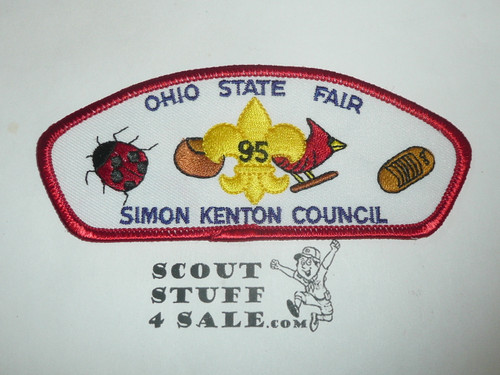 OHIO STATE FAIR
95
SIMON KENTON COUNCIL
SCOUT
STUFF
4 SALE.COM